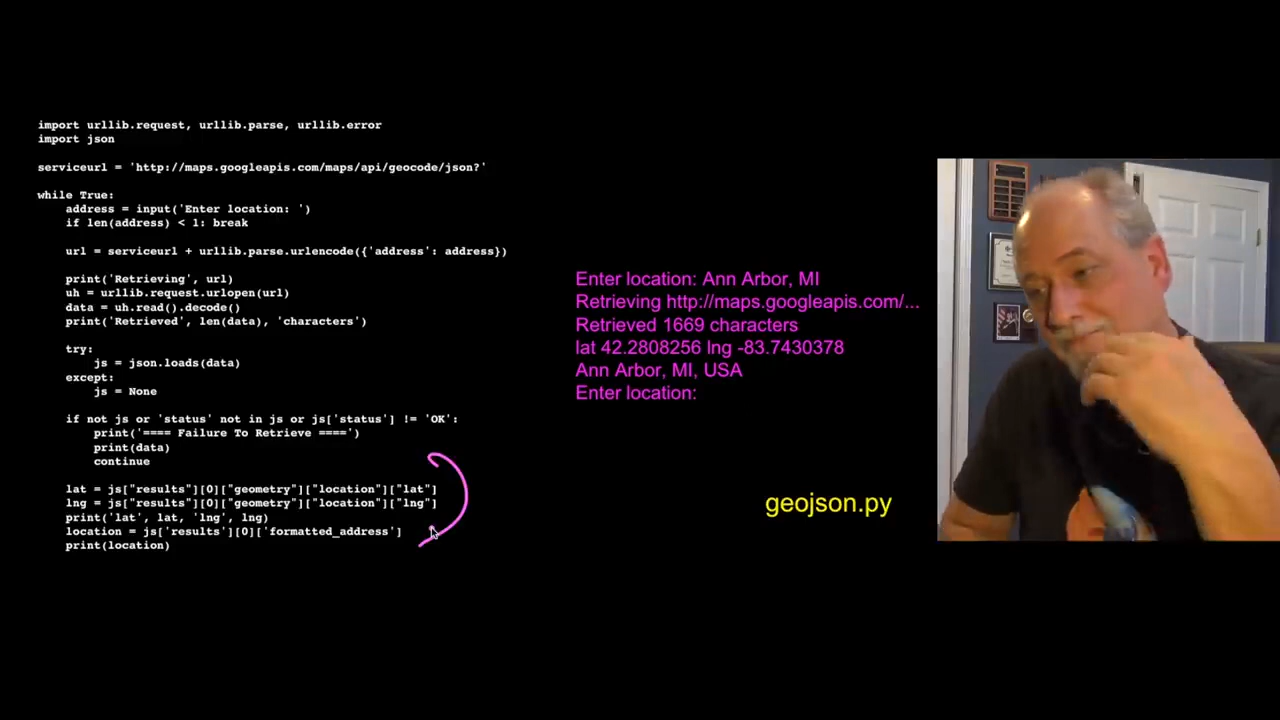 import urllib.request, urllib.parse, urllib.error
import json
serviceurl = 'http://maps.googleapis.com/maps/api/geocode/json?'
while True:
    address = input('Enter location: ')
    if len(address) < 1: break
    url = serviceurl + urllib.parse.urlencode({'address': address})
    print('Retrieving', url)
    uh = urllib.request.urlopen(url)
    data = uh.read().decode()
    print('Retrieved', len(data), 'characters')
    try:
        js = json.loads(data)
    except:
        js = None
    if not js or 'status' not in js or js['status'] != 'OK':
        print('==== Failure To Retrieve ====')
        print(data)
        continue
    lat = js["results"][0]["geometry"]["location"]["lat"]
    lng = js["results"][0]["geometry"]["location"]["lng"]
    print('lat', lat, 'lng', lng)
    location = js['results'][0]['formatted_address']
    print(location)
Enter location: Ann Arbor, MI
Retrieving http://maps.googleapis.com/...
Retrieved 1669 characters
lat 42.2808256 lng -83.7430378
Ann Arbor, MI, USA
Enter location:
geojson.py